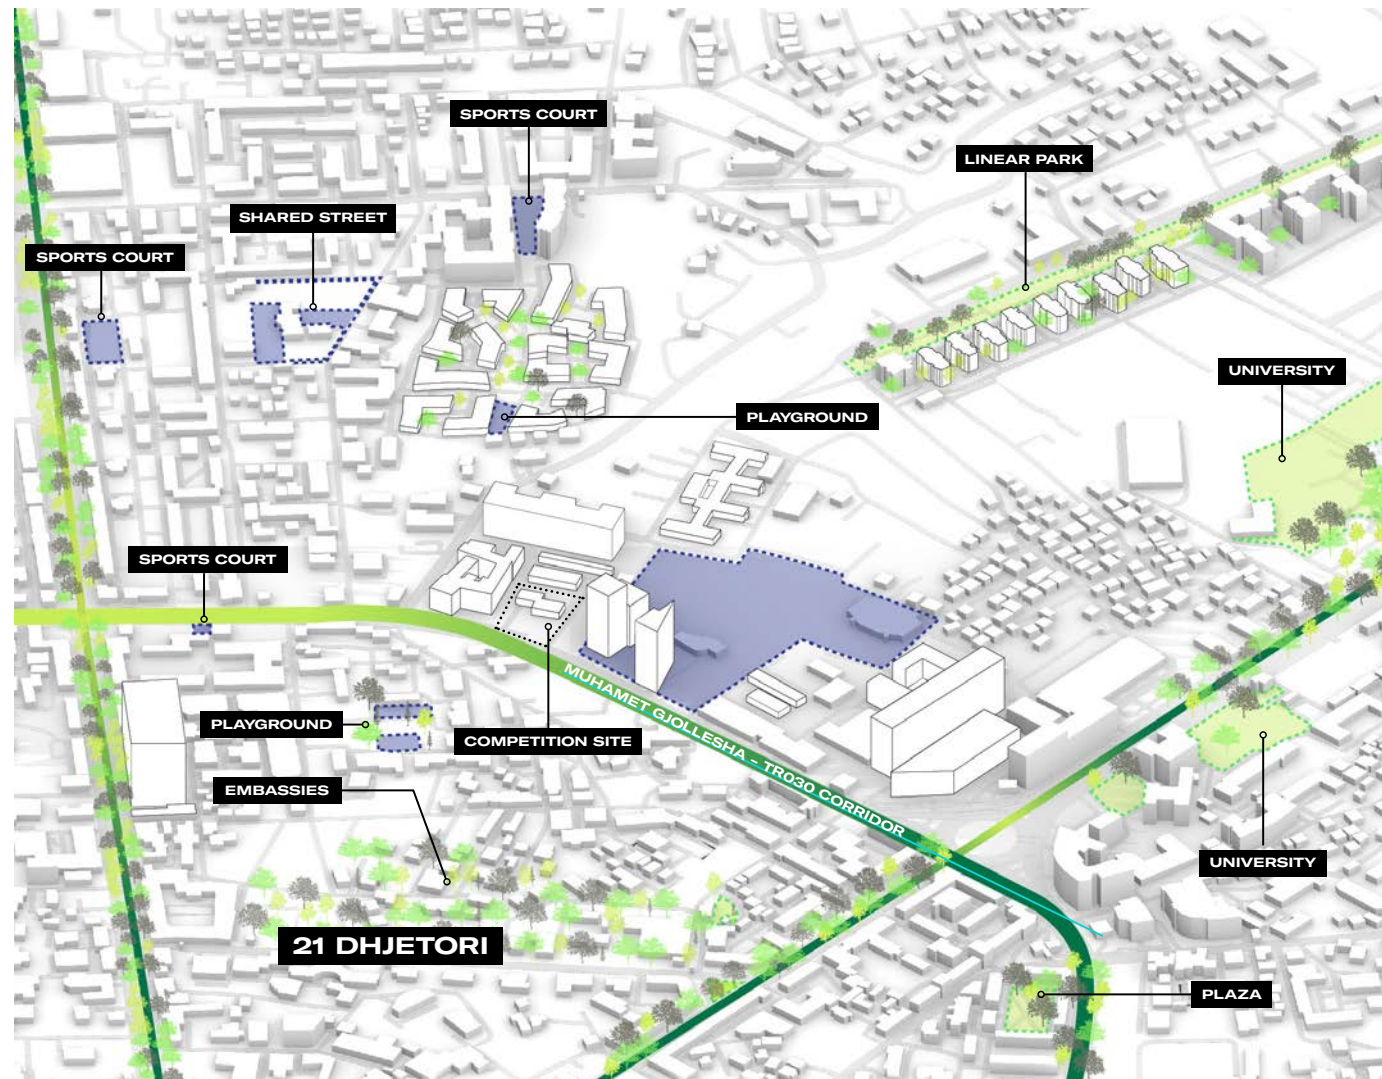 SPORTS COURT
LINEAR PARK
SHARED STREET
SPORTS COURT
UNIVERSITY
PLAYGROUND
SPORTS COURT
MUHAMET GJOLLESHA - TR030 CORRIDOR
PLAYGROUND
COMPETITION SITE
EMBASSIES
UNIVERSITY
21 DHJETORI
PLAZA